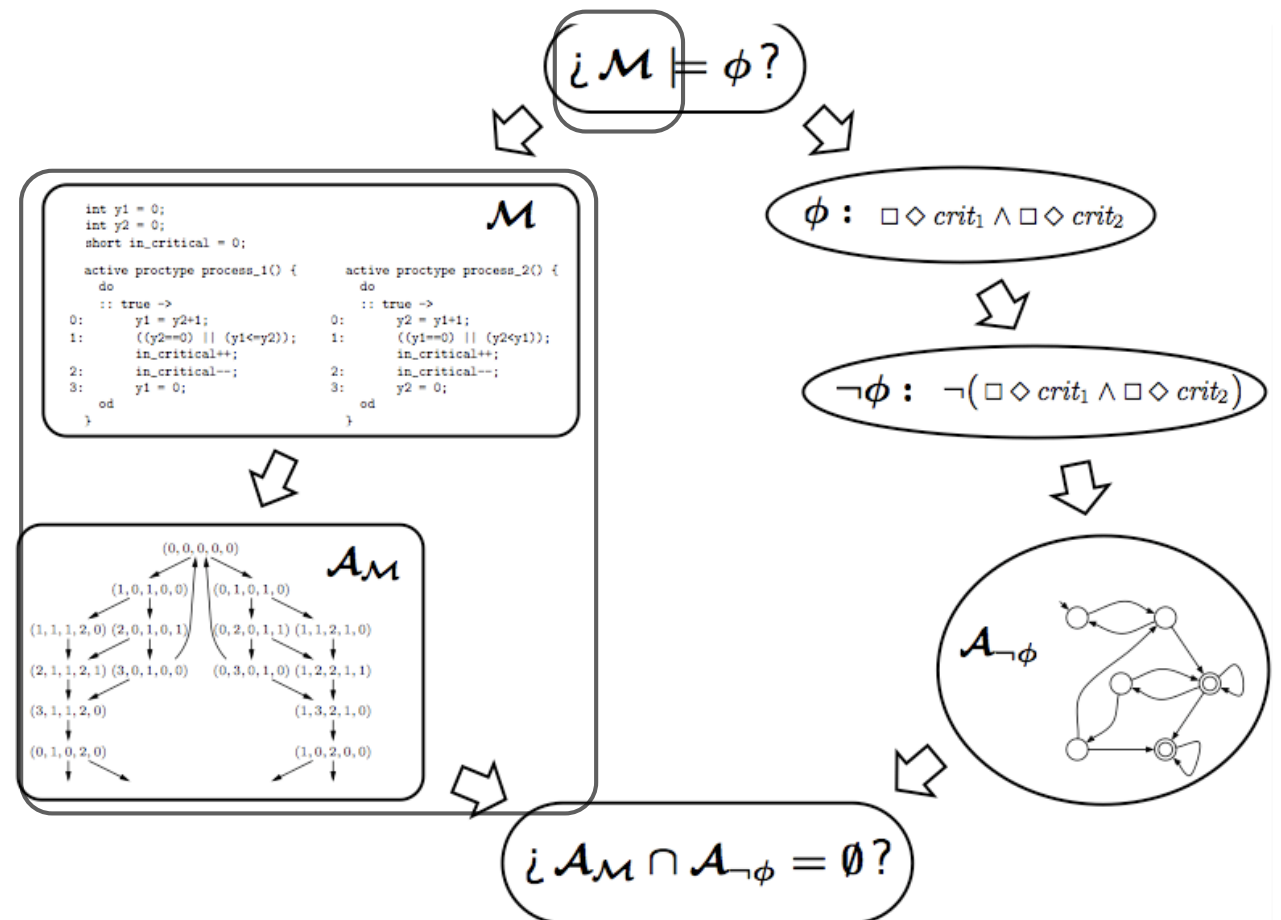 ¿ 𝓜 |= ϕ ?
𝓜
int y1 = 0;
int y2 = 0;
short in_critical = 0;
active proctype process_1() {
do
:: true ->
0: y1 = y2+1;
1: ((y2==0) || (y1<=y2));
in_critical++;
2: in_critical--;
3: y1 = 0;
od
}
active proctype process_2() {
do
:: true ->
0: y2 = y1+1;
1: ((y1==0) || (y2<y1));
in_critical++;
2: in_critical--;
3: y2 = 0;
od
}
ϕ : □ ◇ crit₁ ∧ □ ◇ crit₂
¬ϕ : ¬(□ ◇ crit₁ ∧ □ ◇ crit₂)
𝓐𝓜
(0, 0, 0, 0, 0)
(1, 0, 1, 0, 0) (0, 1, 0, 1, 0)
(1, 1, 1, 2, 0) (2, 0, 1, 0, 1) (0, 2, 0, 1, 1) (1, 1, 2, 1, 0)
(2, 1, 1, 2, 1) (3, 0, 1, 0, 0) (0, 3, 0, 1, 0) (1, 2, 2, 1, 1)
(3, 1, 1, 2, 0) (1, 3, 2, 1, 0)
(0, 1, 0, 2, 0) (1, 0, 2, 0, 0)
𝓐¬ϕ
¿ 𝓐𝓜 ∩ 𝓐¬ϕ = ∅ ?